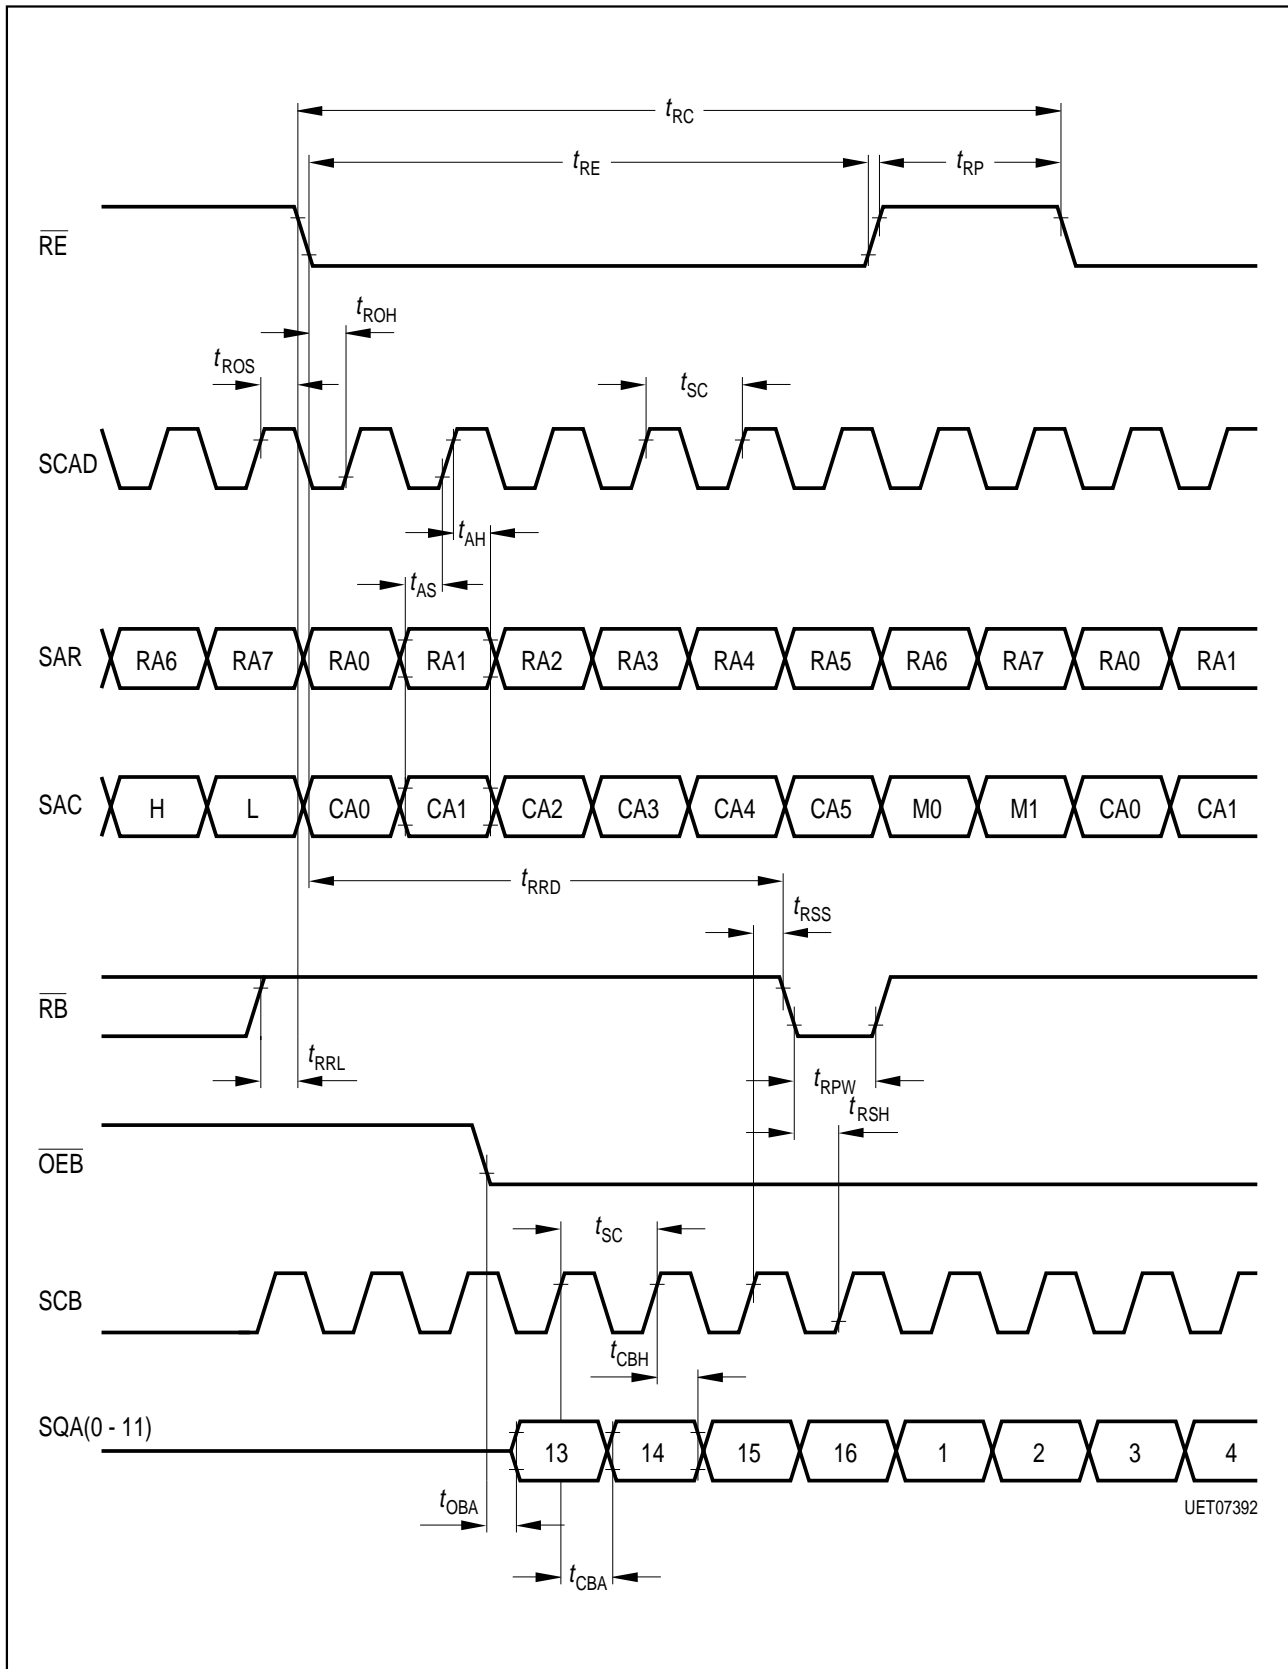 tRC
tRE
tRP
RE
tROH
tROS
tSC
SCAD
tAH
tAS
SAR RA6 RA7 RA0 RA1 RA2 RA3 RA4 RA5 RA6 RA7 RA0 RA1
SAC H L CA0 CA1 CA2 CA3 CA4 CA5 M0 M1 CA0 CA1
tRRD
tRSS
RB
tRRL
tRPW
tRSH
OEB
tSC
SCB
tCBH
SQA(0 - 11)
13 14 15 16 1 2 3 4
tOBA
UET07392
tCBA